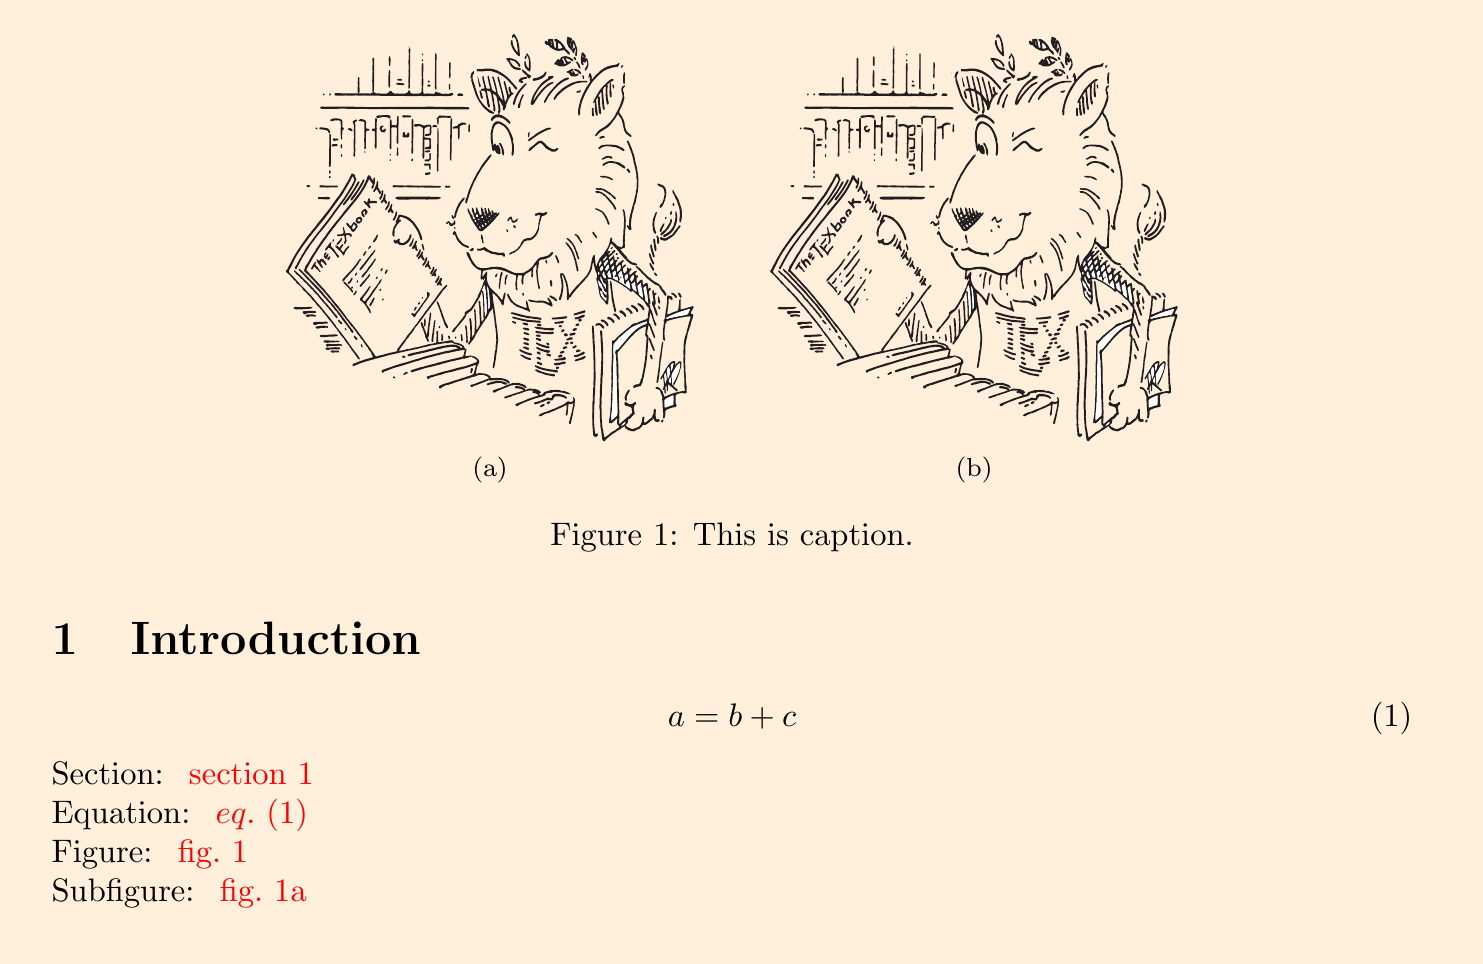 The TEXbook
TEX
The TEXbook
TEX
(a)
(b)
Figure 1: This is caption.
1 Introduction
a = b + c (1)
Section: section 1
Equation: eq. (1)
Figure: fig. 1
Subfigure: fig. 1a